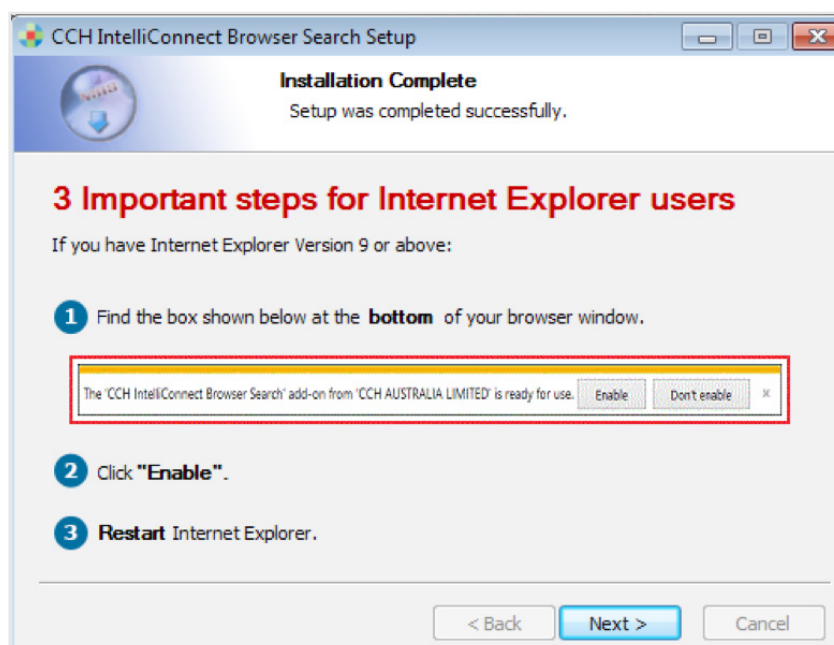 CCH IntelliConnect Browser Search Setup
Installation Complete
Setup was completed successfully.
3 Important steps for Internet Explorer users
If you have Internet Explorer Version 9 or above:
1 Find the box shown below at the bottom of your browser window.
The 'CCH IntelliConnect Browser Search' add-on from 'CCH AUSTRALIA LIMITED' is ready for use. Enable Don't enable x
2 Click "Enable".
3 Restart Internet Explorer.
< Back Next > Cancel